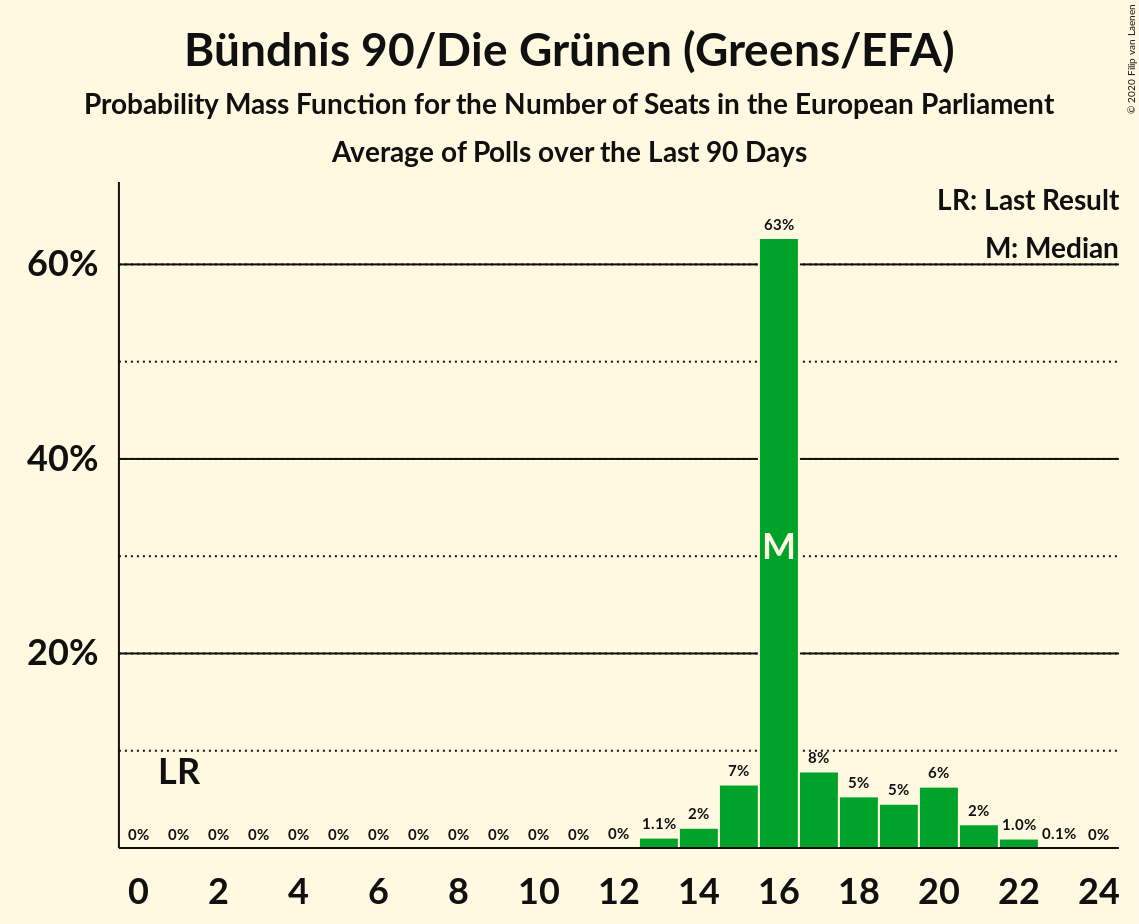 Bündnis 90/Die Grünen (Greens/EFA)
Probability Mass Function for the Number of Seats in the European Parliament
Average of Polls over the Last 90 Days
© 2020 Filip van Laenen
LR: Last Result
M: Median
60%
40%
20%
63%
M
LR
0% 0% 0% 0% 0% 0% 0% 0% 0% 0% 0% 0% 0% 1.1% 2% 7% 8% 5% 5% 6% 2% 1.0% 0.1% 0%
0 2 4 6 8 10 12 14 16 18 20 22 24